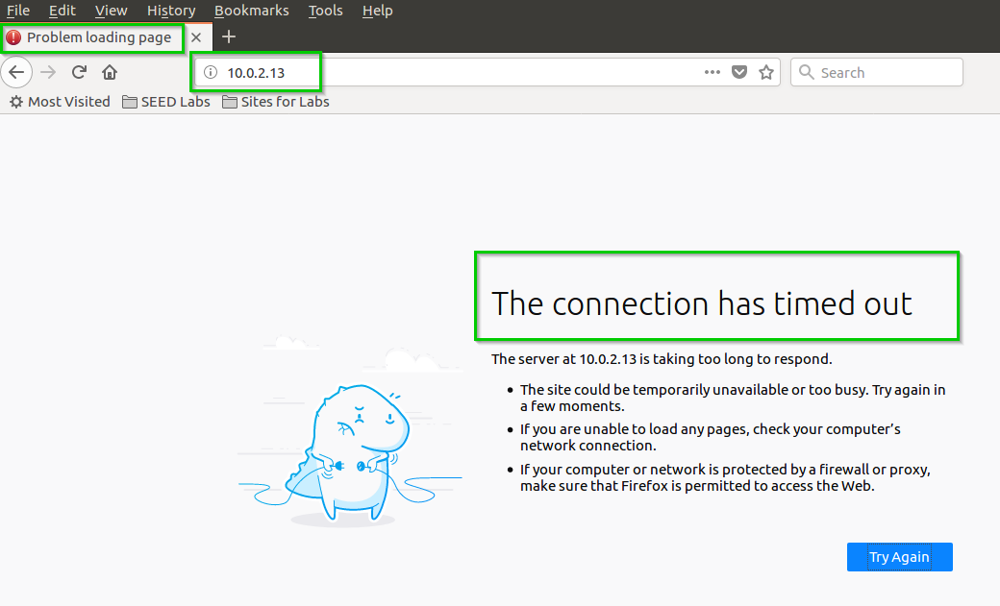 File Edit View History Bookmarks Tools Help
Problem loading page
10.0.2.13
Search
Most Visited SEED Labs Sites for Labs
The connection has timed out
The server at 10.0.2.13 is taking too long to respond.
The site could be temporarily unavailable or too busy. Try again in
a few moments.
If you are unable to load any pages, check your computer’s
network connection.
If your computer or network is protected by a firewall or proxy,
make sure that Firefox is permitted to access the Web.
Try Again